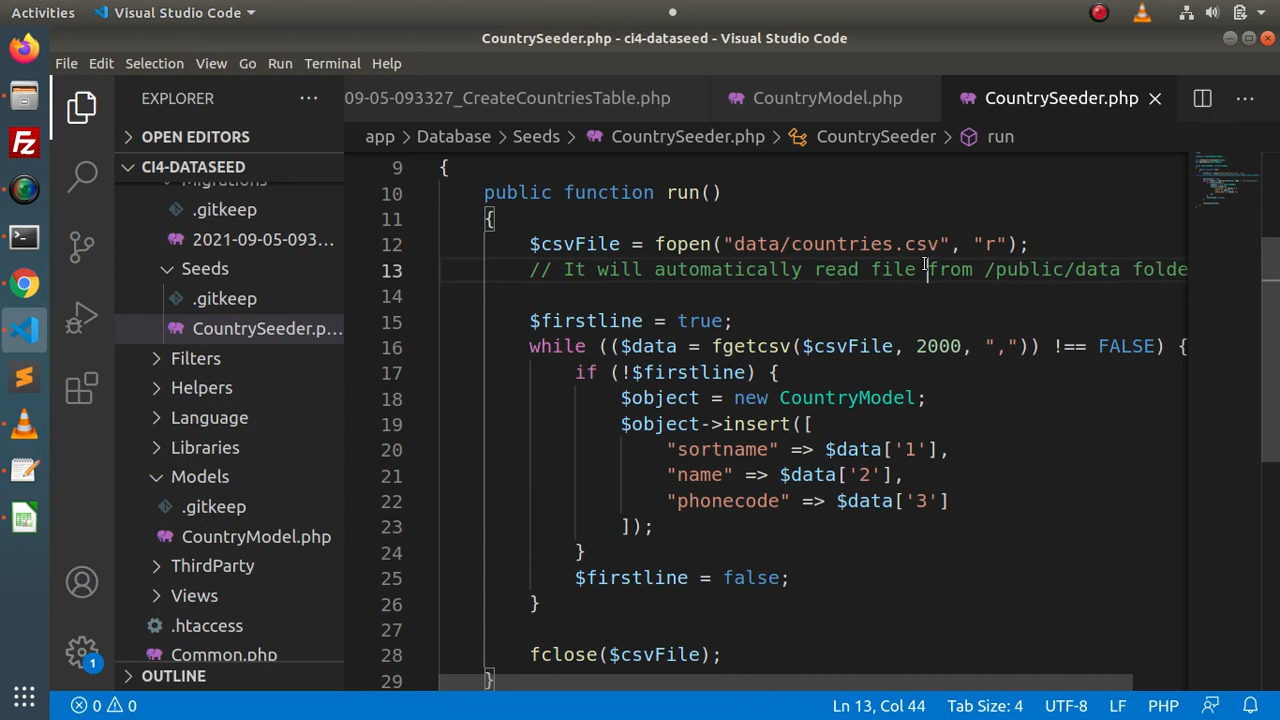 Activities Visual Studio Code
CountrySeeder.php - ci4-dataseed - Visual Studio Code
File Edit Selection View Go Run Terminal Help
EXPLORER
OPEN EDITORS
CI4-DATASEED
Migrations
.gitkeep
2021-09-05-093...
Seeds
.gitkeep
CountrySeeder.p...
Filters
Helpers
Language
Libraries
Models
.gitkeep
CountryModel.php
ThirdParty
Views
.htaccess
Common.php
OUTLINE
1
09-05-093327_CreateCountriesTable.php CountryModel.php CountrySeeder.php
app > Database > Seeds > CountrySeeder.php > CountrySeeder > run
9 {
10 public function run()
11 {
12 $csvFile = fopen("data/countries.csv", "r");
13 // It will automatically read file from /public/data folde
14
15 $firstline = true;
16 while (($data = fgetcsv($csvFile, 2000, ",")) !== FALSE) {
17 if (!$firstline) {
18 $object = new CountryModel;
19 $object->insert([
20 "sortname" => $data['1'],
21 "name" => $data['2'],
22 "phonecode" => $data['3']
23 ]);
24 }
25 $firstline = false;
26 }
27
28 fclose($csvFile);
29 }
0 0 Ln 13, Col 44 Tab Size: 4 UTF-8 LF PHP